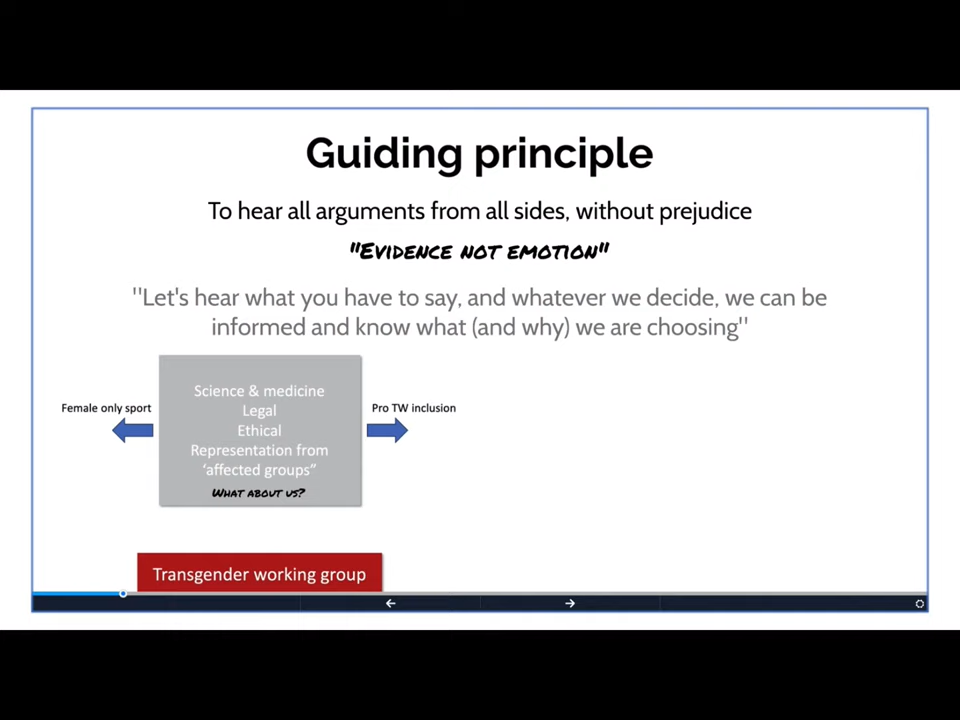 Guiding principle
To hear all arguments from all sides, without prejudice
"Evidence not emotion"
"Let's hear what you have to say, and whatever we decide, we can be
informed and know what (and why) we are choosing"
Female only sport
Science & medicine
Legal
Ethical
Representation from
'affected groups"
What about us?
Pro TW inclusion
Transgender working group